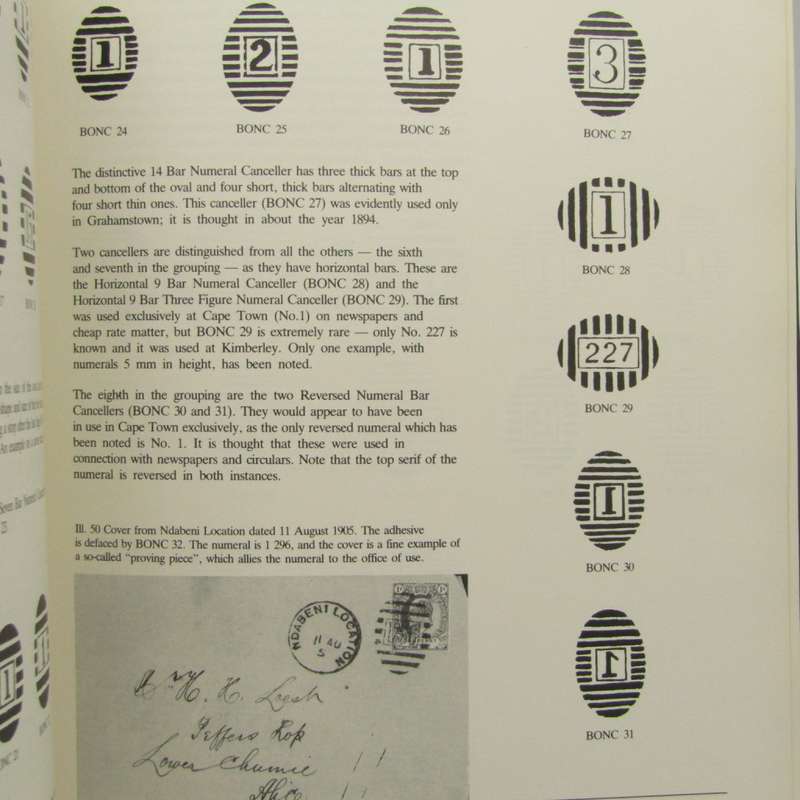 1
2
1
3
BONC 24
BONC 25
BONC 26
BONC 27
The distinctive 14 Bar Numeral Canceller has three thick bars at the top
and bottom of the oval and four short, thick bars alternating with
four short thin ones. This canceller (BONC 27) was evidently used only
in Grahamstown; it is thought in about the year 1894.
Two cancellers are distinguished from all the others — the sixth
and seventh in the grouping — as they have horizontal bars. These are
the Horizontal 9 Bar Numeral Canceller (BONC 28) and the
Horizontal 9 Bar Three Figure Numeral Canceller (BONC 29). The first
was used exclusively at Cape Town (No.1) on newspapers and
cheap rate matter, but BONC 29 is extremely rare — only No. 227 is
known and it was used at Kimberley. Only one example, with
numerals 5 mm in height, has been noted.
The eighth in the grouping are the two Reversed Numeral Bar
Cancellers (BONC 30 and 31). They would appear to have been
in use in Cape Town exclusively, as the only reversed numeral which has
been noted is No. 1. It is thought that these were used in
connection with newspapers and circulars. Note that the top serif of the
numeral is reversed in both instances.
Ill. 50 Cover from Ndabeni Location dated 11 August 1905. The adhesive
is defaced by BONC 32. The numeral is 1 296, and the cover is a fine example of
a so-called “proving piece”, which allies the numeral to the office of use.
NDABENI LOCATION
11 AU
5
Jeffers Rop
Lower Chumie
Alice
1
BONC 28
227
BONC 29
1
BONC 30
1
BONC 31